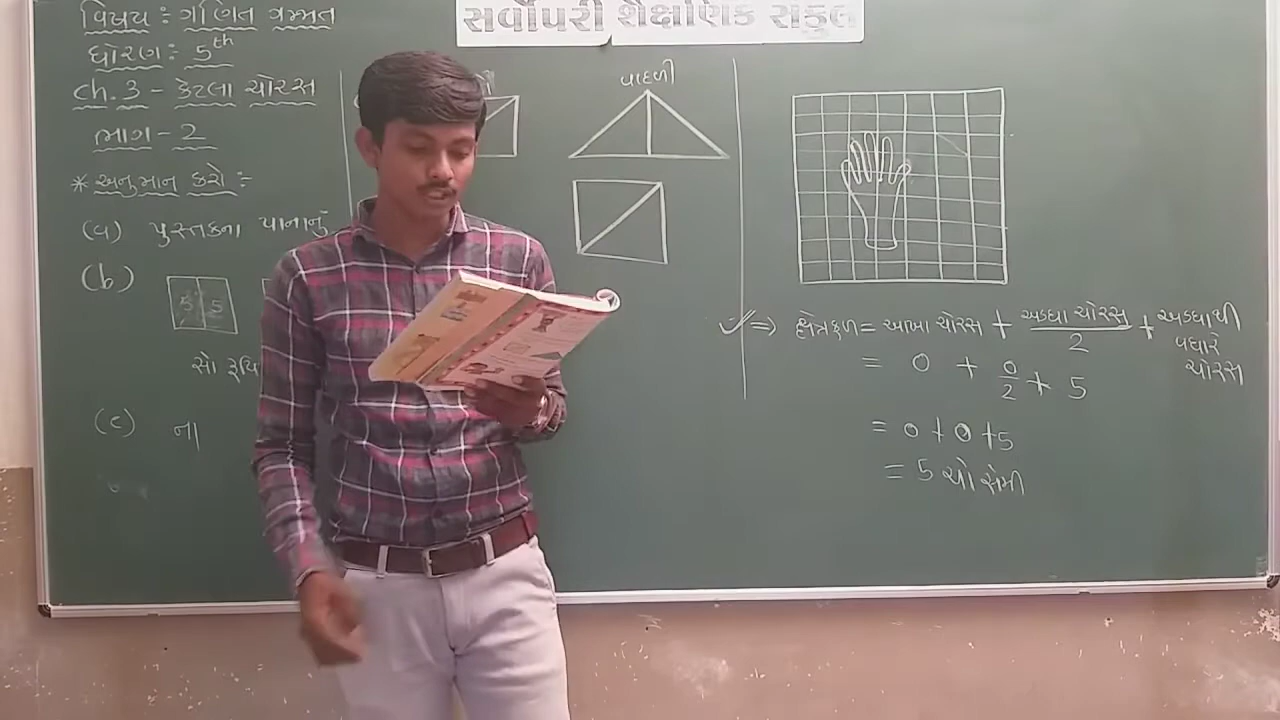 સર્વોપરી શૈક્ષણિક સંકુલ
વિષય : ગણિત ગમ્મત
ધોરણ : 5th
ch. 3 - કેટલા ચોરસ
ભાગ - 2
* અનુમાન કરો :-
(a) પુસ્તકના પાનાનું
(b)
5 5
સો રૂપિ
(c) ના
પાદળી
=> ક્ષેત્રફળ = આખા ચોરસ + અડધા ચોરસ / 2 + અડધાથી વધારે ચોરસ
= 0 + 0/2 + 5
= 0 + 0 + 5
= 5 ચો સેમી